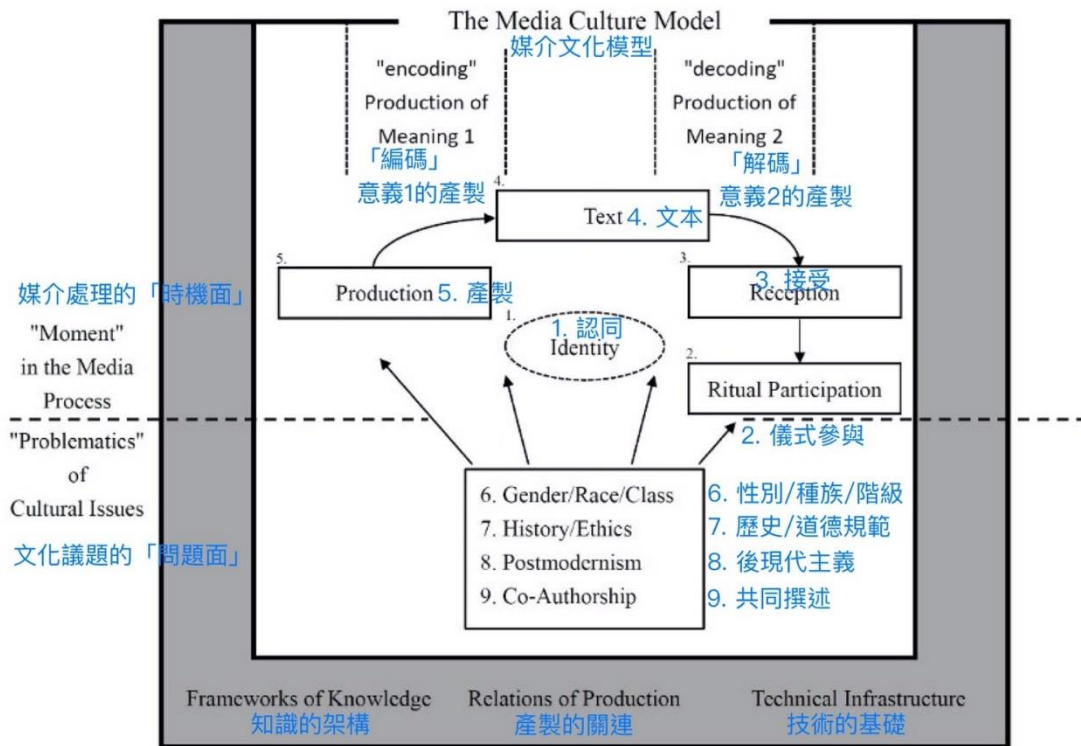 The Media Culture Model
媒介文化模型
"encoding"
Production of
Meaning 1
「編碼」
意義1的產製
"decoding"
Production of
Meaning 2
「解碼」
意義2的產製
4.
Text 4. 文本
5.
Production 5. 產製
3.
3. 接受
Reception
1.
1. 認同
Identity
2.
Ritual Participation
2. 儀式參與
媒介處理的「時機面」
"Moment"
in the Media
Process
"Problematics"
of
Cultural Issues
文化議題的「問題面」
6. Gender/Race/Class
7. History/Ethics
8. Postmodernism
9. Co-Authorship
6. 性別/種族/階級
7. 歷史/道德規範
8. 後現代主義
9. 共同撰述
Frameworks of Knowledge
知識的架構
Relations of Production
產製的關連
Technical Infrastructure
技術的基礎